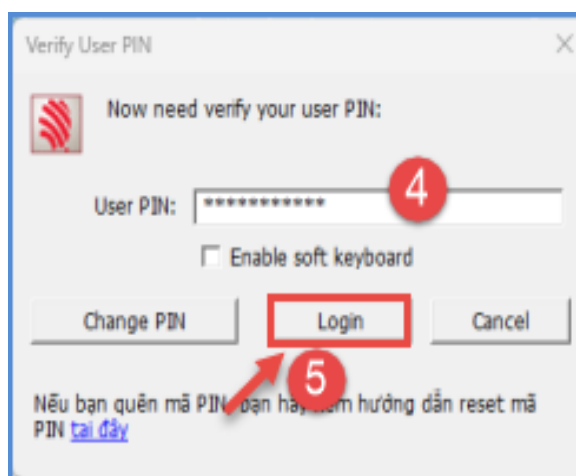 Verify User PIN
Now need verify your user PIN:
User PIN: ***********
4
Enable soft keyboard
Change PIN Login Cancel
5
Nếu bạn quên mã PIN, bạn hãy xem hướng dẫn reset mã
PIN tại đây